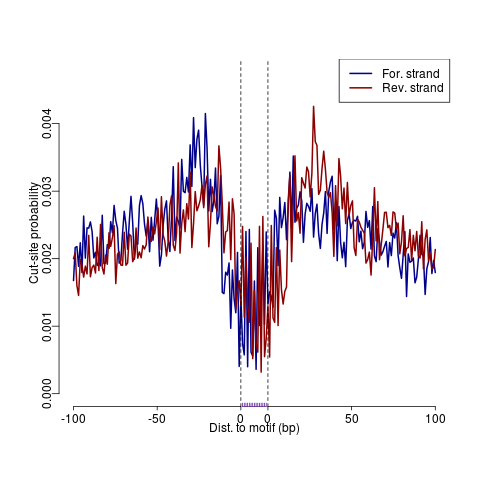 For. strand
Rev. strand
Cut-site probability
0.004
0.003
0.002
0.001
0.000
-100 -50 0 0 50 100
Dist. to motif (bp)